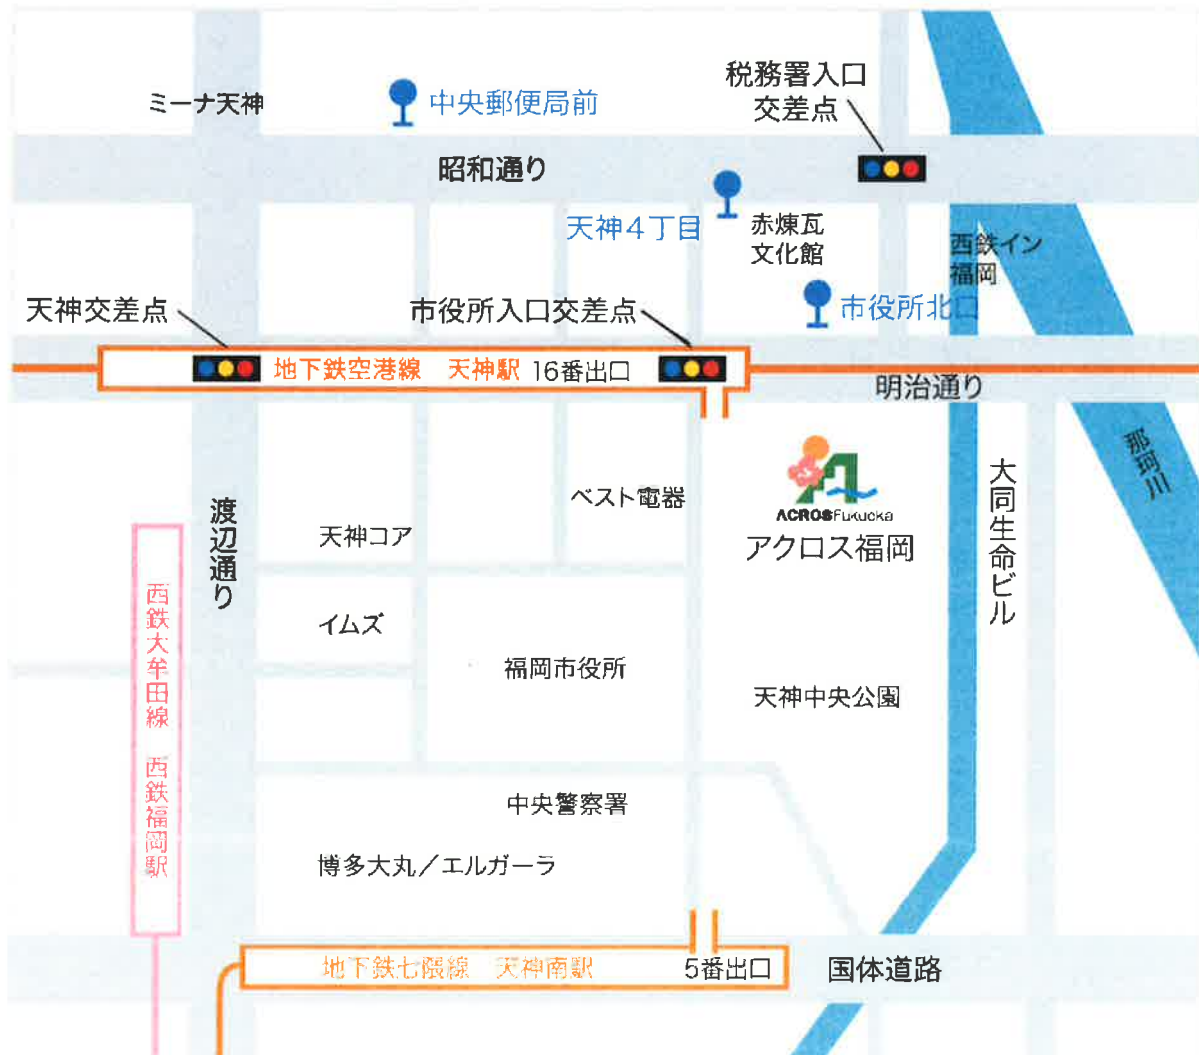 税務署入口
交差点
ミーナ天神
中央郵便局前
昭和通り
天神4丁目
赤煉瓦
文化館
西鉄イン
福岡
天神交差点
市役所入口交差点
市役所北口
地下鉄空港線 天神駅 16番出口
明治通り
那珂川
ベスト電器
ACROS Fukuoka
アクロス福岡
大同生命ビル
渡辺通り
天神コア
西鉄大牟田線 西鉄福岡駅
イムズ
福岡市役所
天神中央公園
中央警察署
博多大丸／エルガーラ
地下鉄七隈線 天神南駅 5番出口
国体道路